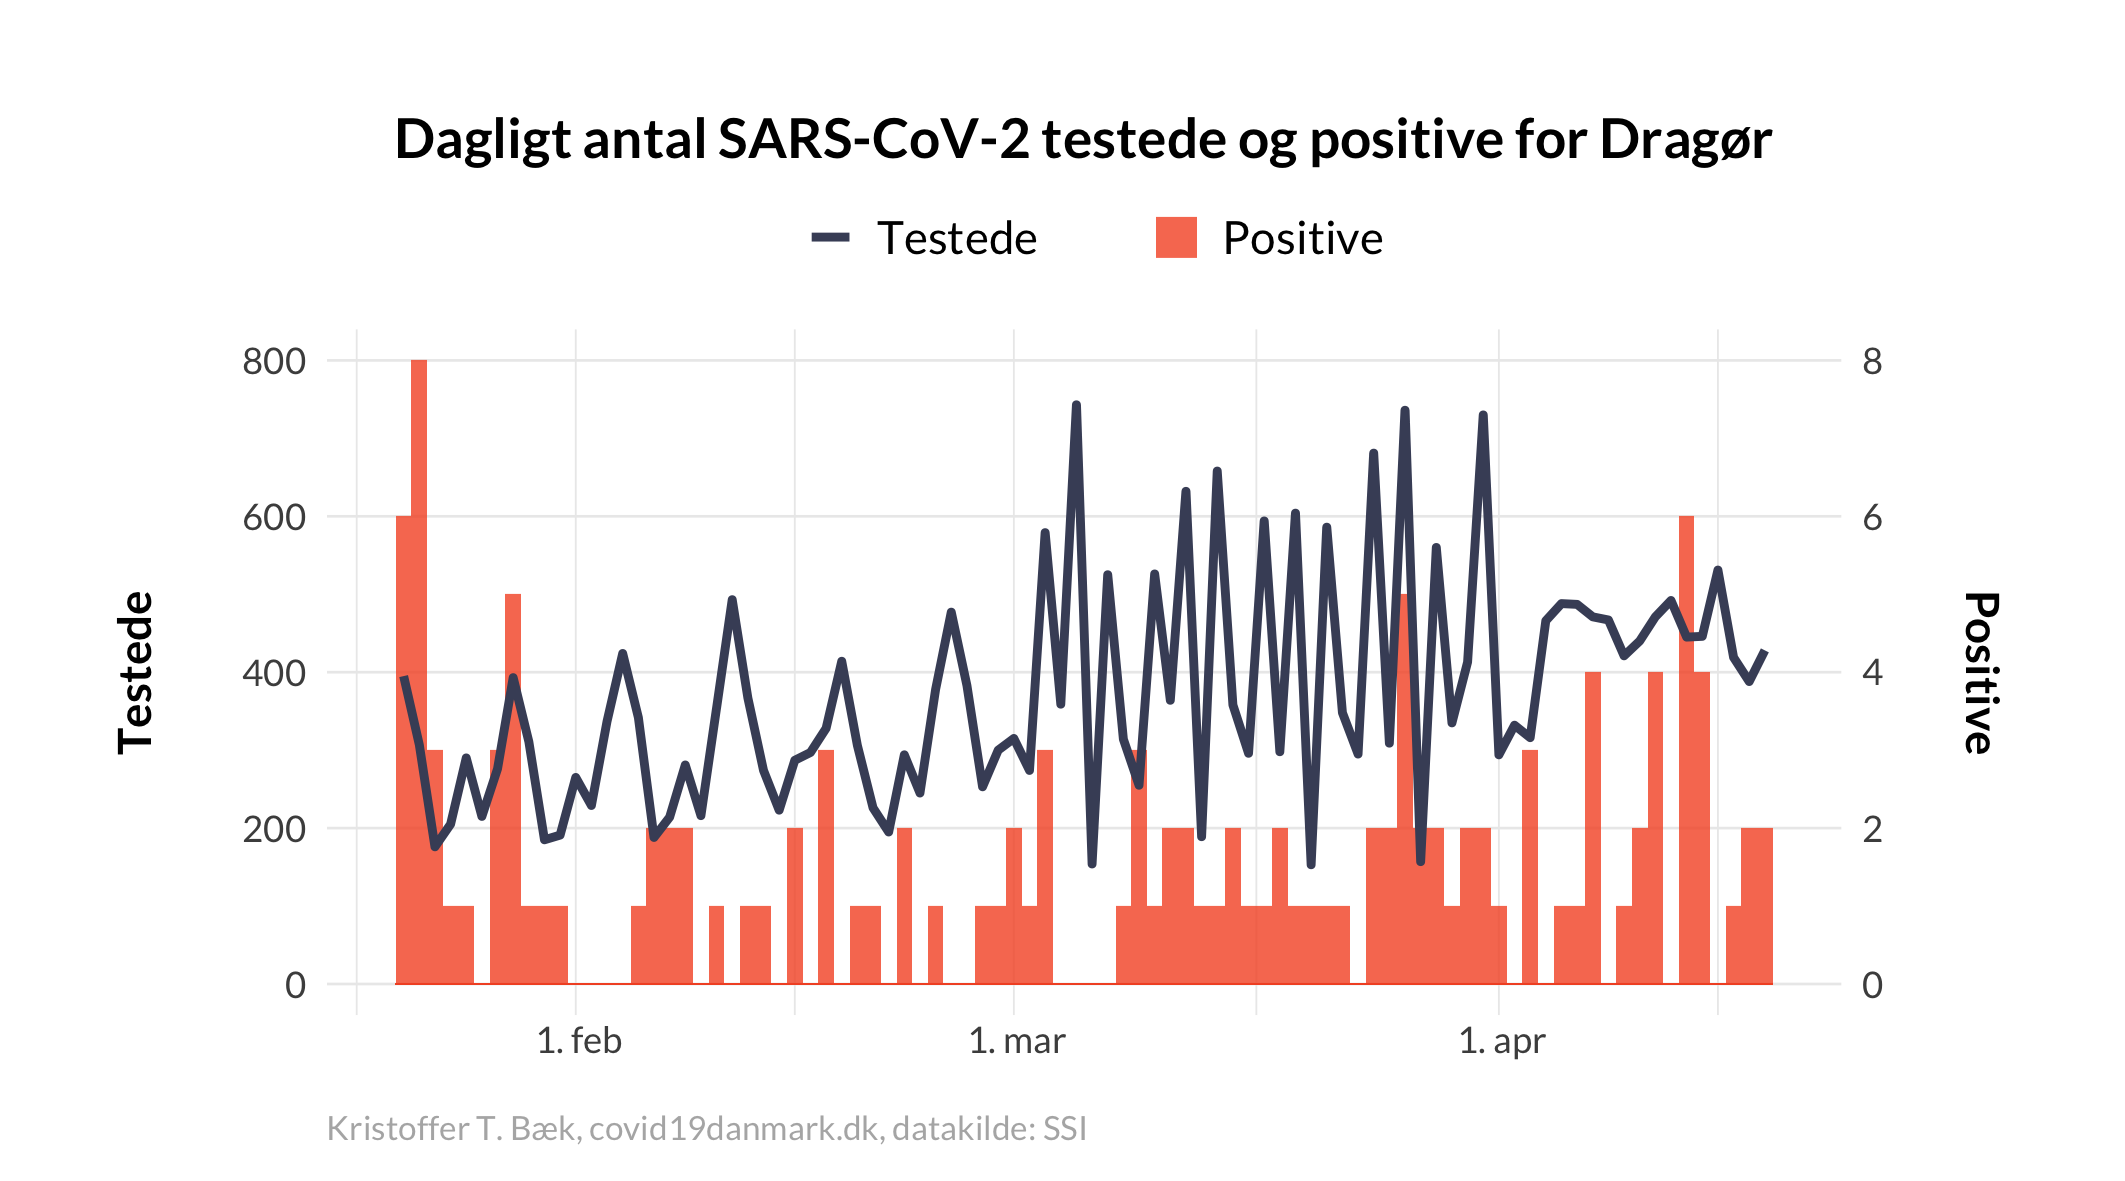 Dagligt antal SARS-CoV-2 testede og positive for Dragør
Testede
Positive
800
600
400
200
0
8
6
4
2
0
Testede
Positive
1. feb
1. mar
1. apr
Kristoffer T. Bæk, covid19danmark.dk, datakilde: SSI